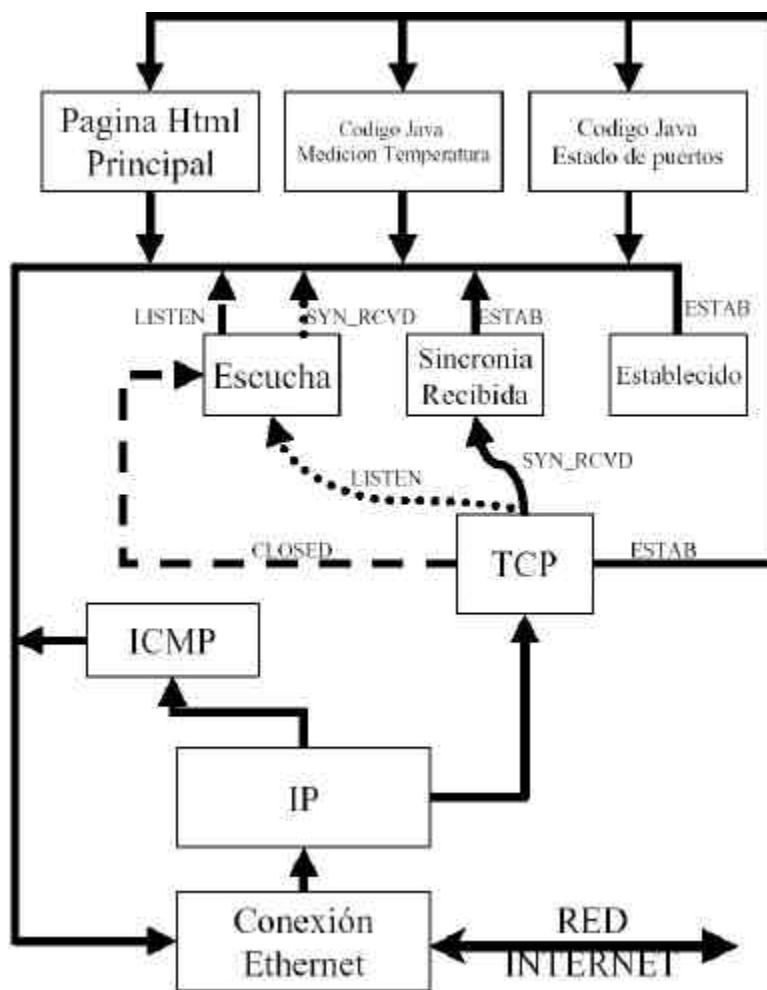 Pagina Html
Principal
Codigo Java
Medicion Temperatura
Codigo Java
Estado de puertos
LISTEN
SYN_RCVD
ESTAB
ESTAB
Escucha
Sincronia
Recibida
Establecido
LISTEN
SYN_RCVD
CLOSED
TCP
ESTAB
ICMP
IP
Conexión
Ethernet
RED
INTERNET